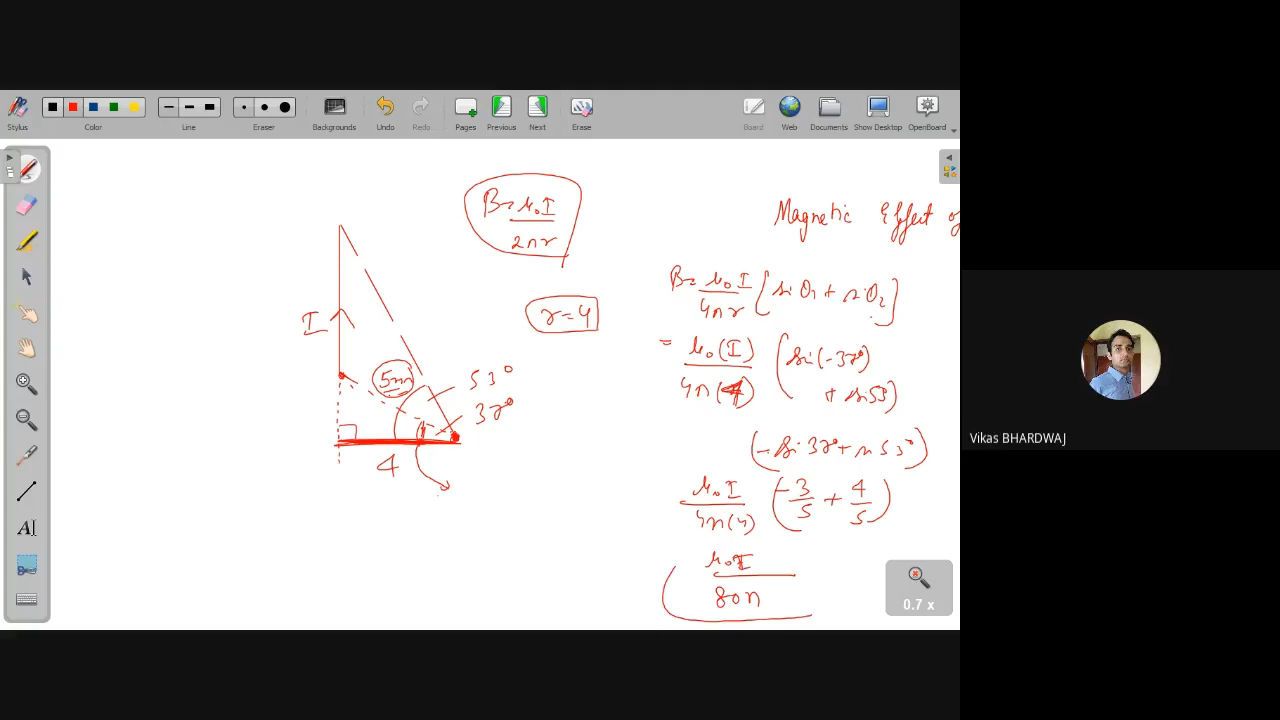 Stylus
Color
Line
Eraser
Backgrounds
Undo
Redo
Pages
Previous
Next
Erase
Board
Web
Documents
Show Desktop
OpenBoard
B = μ₀I / 2πr
Magnetic Effect of
B = μ₀I / 4πr [sin θ₁ + sin θ₂]
r = 4
I
= μ₀(I) / 4π(4) (sin(-37°) + sin 53)
5m
53°
37°
(- sin 37° + sin 53°)
4
μ₀I / 4π(4) (-3/5 + 4/5)
μ₀I / 80π
0.7 x
Vikas BHARDWAJ